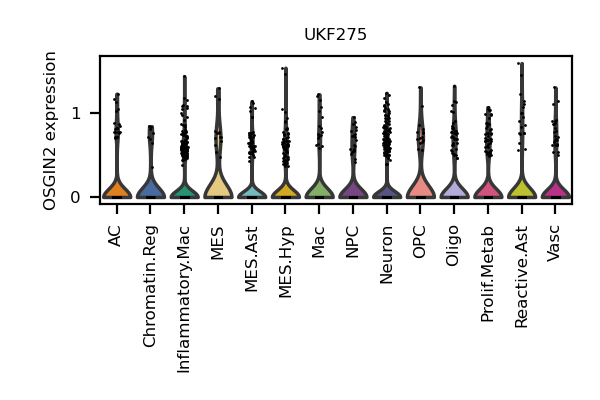 UKF275
OSGIN2 expression
1
0
AC
Chromatin.Reg
Inflammatory.Mac
MES
MES.Ast
MES.Hyp
Mac
NPC
Neuron
OPC
Oligo
Prolif.Metab
Reactive.Ast
Vasc